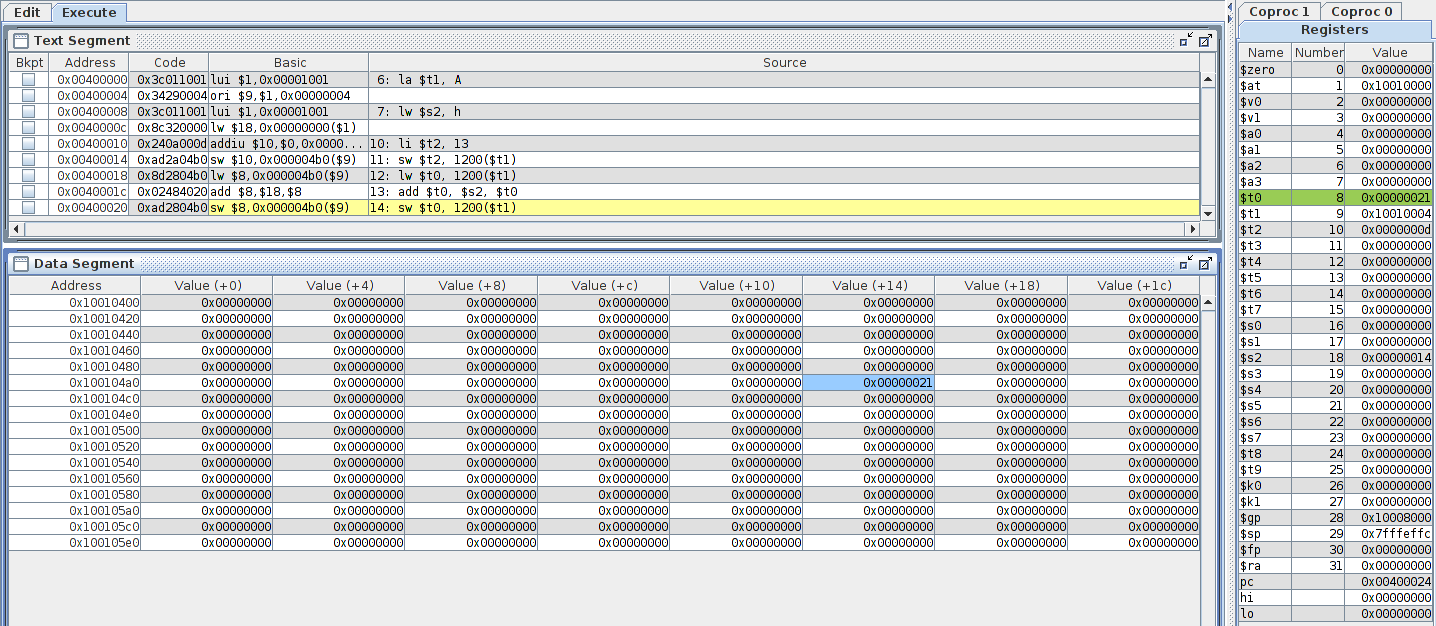 Edit Execute
Text Segment
Bkpt Address Code Basic Source
0x00400000 0x3c011001 lui $1,0x00001001 6: la $t1, A
0x00400004 0x34290004 ori $9,$1,0x00000004
0x00400008 0x3c011001 lui $1,0x00001001 7: lw $s2, h
0x0040000c 0x8c320000 lw $18,0x00000000($1)
0x00400010 0x240a000d addiu $10,$0,0x0000... 10: li $t2, 13
0x00400014 0xad2a04b0 sw $10,0x000004b0($9) 11: sw $t2, 1200($t1)
0x00400018 0x8d2804b0 lw $8,0x000004b0($9) 12: lw $t0, 1200($t1)
0x0040001c 0x02484020 add $8,$18,$8 13: add $t0, $s2, $t0
0x00400020 0xad2804b0 sw $8,0x000004b0($9) 14: sw $t0, 1200($t1)
Data Segment
Address Value (+0) Value (+4) Value (+8) Value (+c) Value (+10) Value (+14) Value (+18) Value (+1c)
0x10010400 0x00000000 0x00000000 0x00000000 0x00000000 0x00000000 0x00000000 0x00000000 0x00000000
0x10010420 0x00000000 0x00000000 0x00000000 0x00000000 0x00000000 0x00000000 0x00000000 0x00000000
0x10010440 0x00000000 0x00000000 0x00000000 0x00000000 0x00000000 0x00000000 0x00000000 0x00000000
0x10010460 0x00000000 0x00000000 0x00000000 0x00000000 0x00000000 0x00000000 0x00000000 0x00000000
0x10010480 0x00000000 0x00000000 0x00000000 0x00000000 0x00000000 0x00000000 0x00000000 0x00000000
0x100104a0 0x00000000 0x00000000 0x00000000 0x00000000 0x00000000 0x00000021 0x00000000 0x00000000
0x100104c0 0x00000000 0x00000000 0x00000000 0x00000000 0x00000000 0x00000000 0x00000000 0x00000000
0x100104e0 0x00000000 0x00000000 0x00000000 0x00000000 0x00000000 0x00000000 0x00000000 0x00000000
0x10010500 0x00000000 0x00000000 0x00000000 0x00000000 0x00000000 0x00000000 0x00000000 0x00000000
0x10010520 0x00000000 0x00000000 0x00000000 0x00000000 0x00000000 0x00000000 0x00000000 0x00000000
0x10010540 0x00000000 0x00000000 0x00000000 0x00000000 0x00000000 0x00000000 0x00000000 0x00000000
0x10010560 0x00000000 0x00000000 0x00000000 0x00000000 0x00000000 0x00000000 0x00000000 0x00000000
0x10010580 0x00000000 0x00000000 0x00000000 0x00000000 0x00000000 0x00000000 0x00000000 0x00000000
0x100105a0 0x00000000 0x00000000 0x00000000 0x00000000 0x00000000 0x00000000 0x00000000 0x00000000
0x100105c0 0x00000000 0x00000000 0x00000000 0x00000000 0x00000000 0x00000000 0x00000000 0x00000000
0x100105e0 0x00000000 0x00000000 0x00000000 0x00000000 0x00000000 0x00000000 0x00000000 0x00000000
Coproc 1 Coproc 0
Registers
Name Number Value
$zero 0 0x00000000
$at 1 0x10010000
$v0 2 0x00000000
$v1 3 0x00000000
$a0 4 0x00000000
$a1 5 0x00000000
$a2 6 0x00000000
$a3 7 0x00000000
$t0 8 0x00000021
$t1 9 0x10010004
$t2 10 0x0000000d
$t3 11 0x00000000
$t4 12 0x00000000
$t5 13 0x00000000
$t6 14 0x00000000
$t7 15 0x00000000
$s0 16 0x00000000
$s1 17 0x00000000
$s2 18 0x00000014
$s3 19 0x00000000
$s4 20 0x00000000
$s5 21 0x00000000
$s6 22 0x00000000
$s7 23 0x00000000
$t8 24 0x00000000
$t9 25 0x00000000
$k0 26 0x00000000
$k1 27 0x00000000
$gp 28 0x10008000
$sp 29 0x7fffeffc
$fp 30 0x00000000
$ra 31 0x00000000
pc 0x00400024
hi 0x00000000
lo 0x00000000